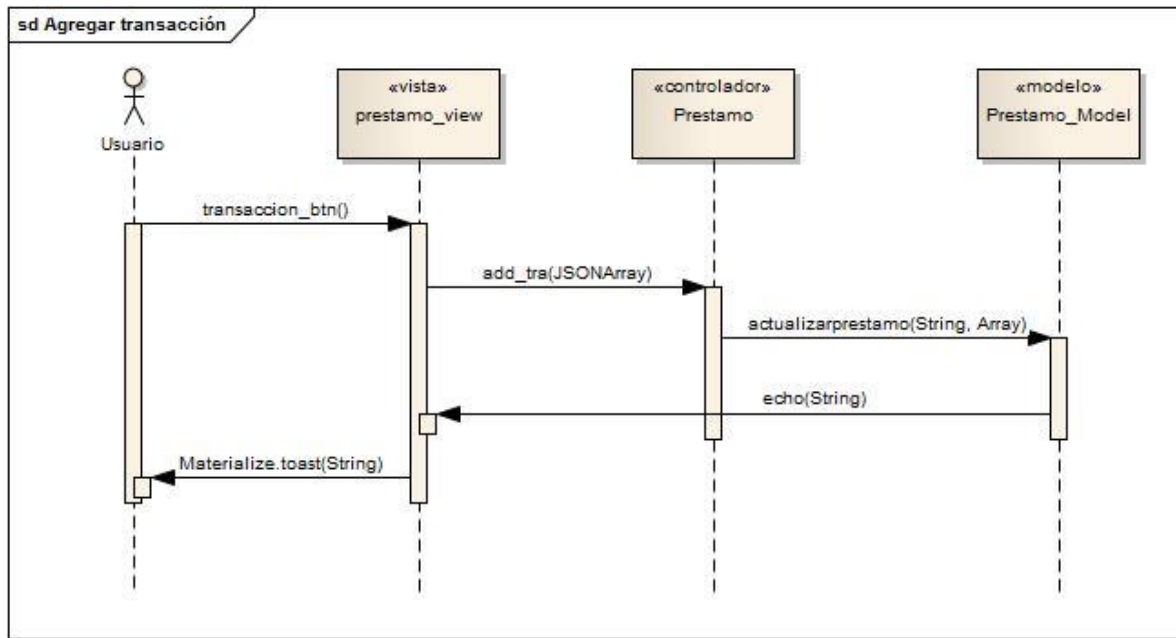 sd Agregar transacción
Usuario
«vista»
prestamo_view
«controlador»
Prestamo
«modelo»
Prestamo_Model
transaccion_btn()
add_tra(JSONArray)
actualizarprestamo(String, Array)
echo(String)
Materialize.toast(String)